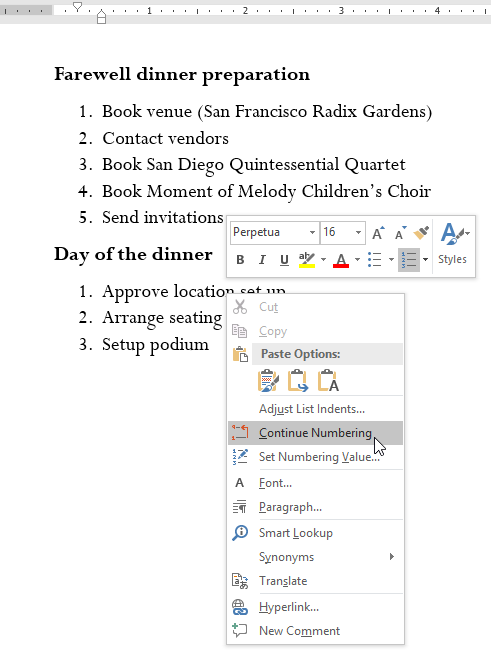 1 2 3 4
Farewell dinner preparation
1. Book venue (San Francisco Radix Gardens)
2. Contact vendors
3. Book San Diego Quintessential Quartet
4. Book Moment of Melody Children’s Choir
5. Send invitations
Perpetua 16 A A A
B I U aby A Styles
Day of the dinner
1. Approve location set up
2. Arrange seating
3. Setup podium
Cut
Copy
Paste Options:
A
Adjust List Indents...
Continue Numbering
Set Numbering Value...
A Font...
Paragraph...
Smart Lookup
Synonyms
Translate
Hyperlink...
New Comment